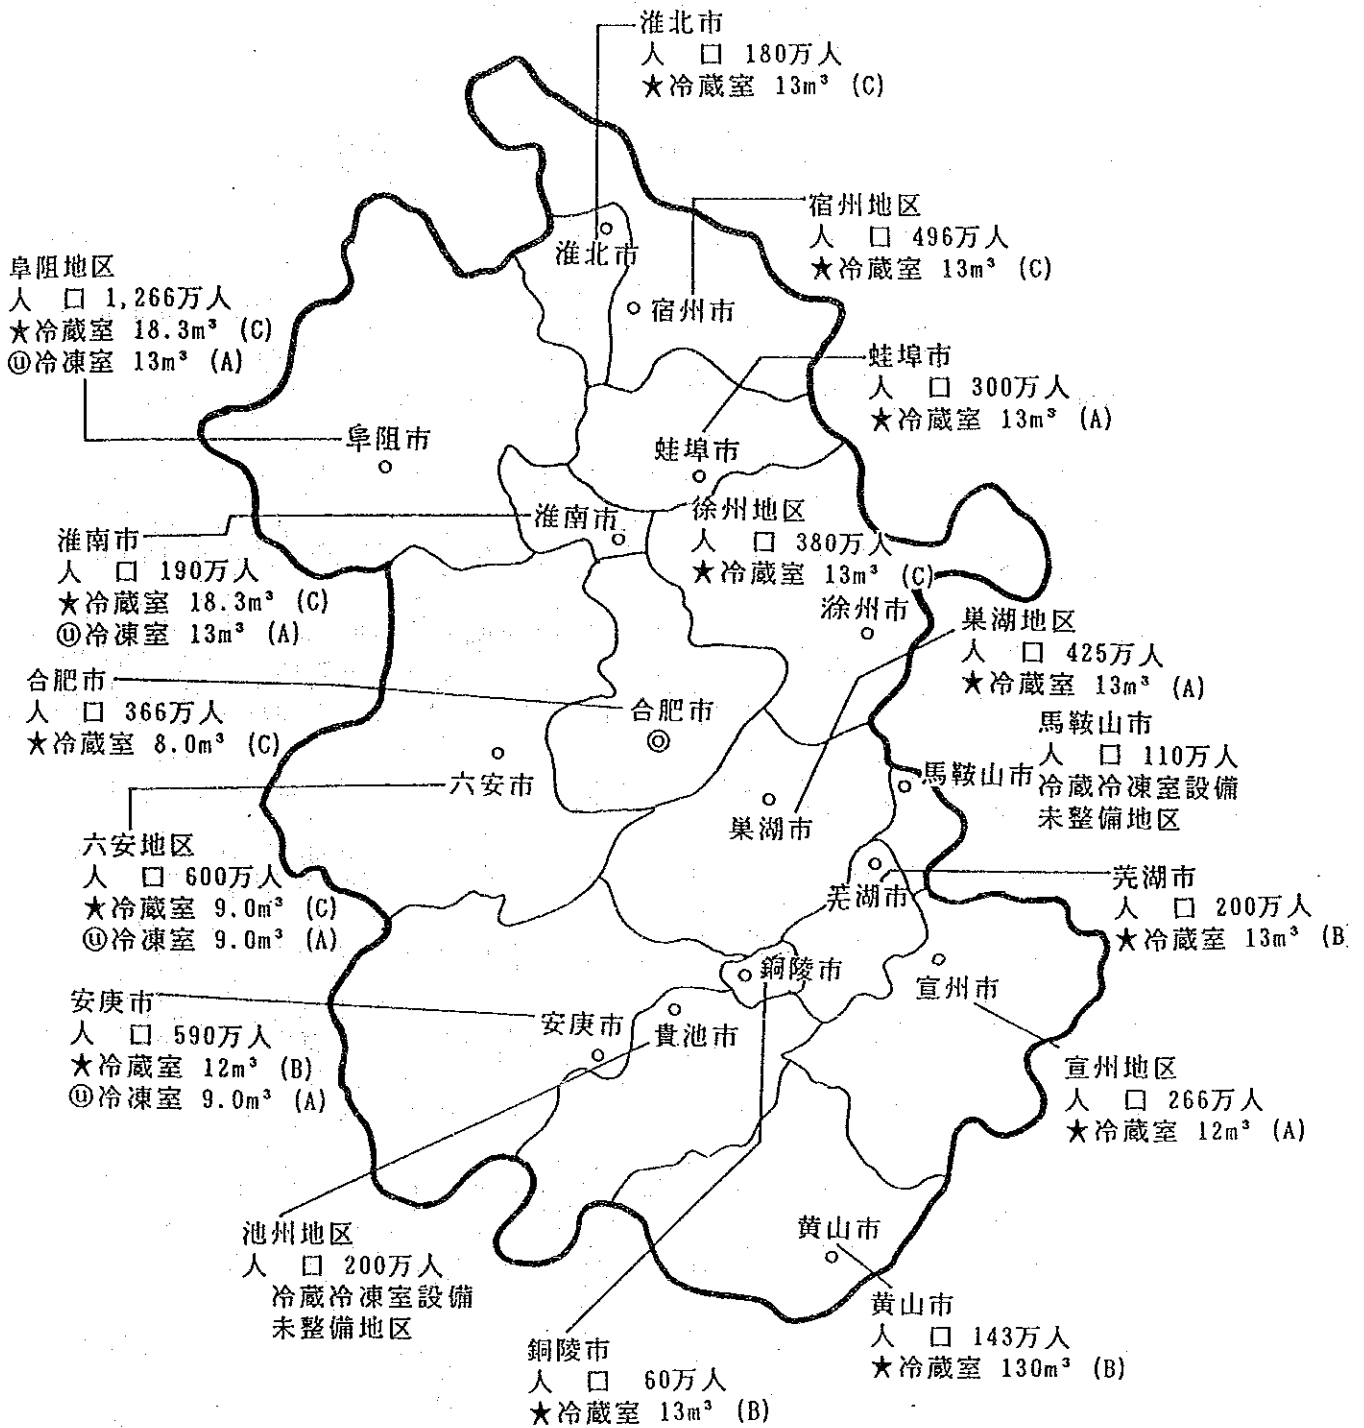 淮北市
人 口 180万人
★冷蔵室 13m³ (C)
宿州地区
人 口 496万人
★冷蔵室 13m³ (C)
淮北市
宿州市
阜阻地区
人 口 1,266万人
★冷蔵室 18.3m³ (C)
ⓤ冷凍室 13m³ (A)
蛙埠市
人 口 300万人
★冷蔵室 13m³ (A)
阜阻市
蛙埠市
淮南市
徐州地区
人 口 380万人
★冷蔵室 13m³ (C)
淮南市
人 口 190万人
★冷蔵室 18.3m³ (C)
ⓤ冷凍室 13m³ (A)
滁州市
巣湖地区
人 口 425万人
★冷蔵室 13m³ (A)
合肥市
人 口 366万人
★冷蔵室 8.0m³ (C)
合肥市
馬鞍山市
人 口 110万人
冷蔵冷凍室設備
未整備地区
六安市
馬鞍山市
巣湖市
六安地区
人 口 600万人
★冷蔵室 9.0m³ (C)
ⓤ冷凍室 9.0m³ (A)
芜湖市
芜湖市
人 口 200万人
★冷蔵室 13m³ (B)
銅陵市
宣州市
安庚市
人 口 590万人
★冷蔵室 12m³ (B)
ⓤ冷凍室 9.0m³ (A)
安庚市
貴池市
宣州地区
人 口 266万人
★冷蔵室 12m³ (A)
池州地区
人 口 200万人
冷蔵冷凍室設備
未整備地区
黄山市
黄山市
人 口 143万人
★冷蔵室 130m³ (B)
銅陵市
人 口 60万人
★冷蔵室 13m³ (B)